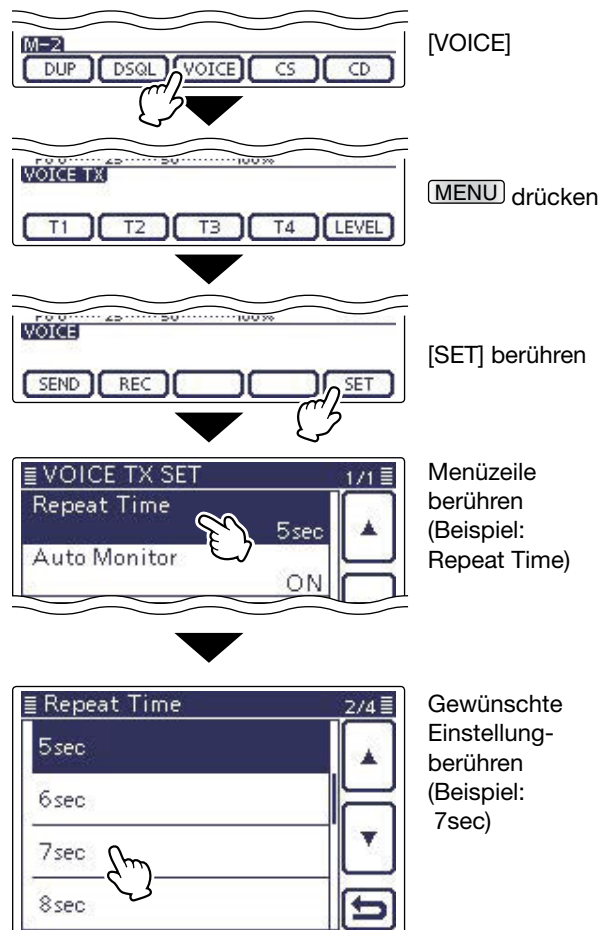 M-2
DUP DSQL VOICE CS CD
[VOICE]
VOICE TX
T1 T2 T3 T4 LEVEL
MENU drücken
VOICE
SEND REC SET
[SET] berühren
VOICE TX SET 1/1
Repeat Time
5sec
Auto Monitor
ON
Menüzeile
berühren
(Beispiel:
Repeat Time)
Repeat Time 2/4
5sec
6sec
7sec
8sec
Gewünschte
Einstellung-
berühren
(Beispiel:
7sec)